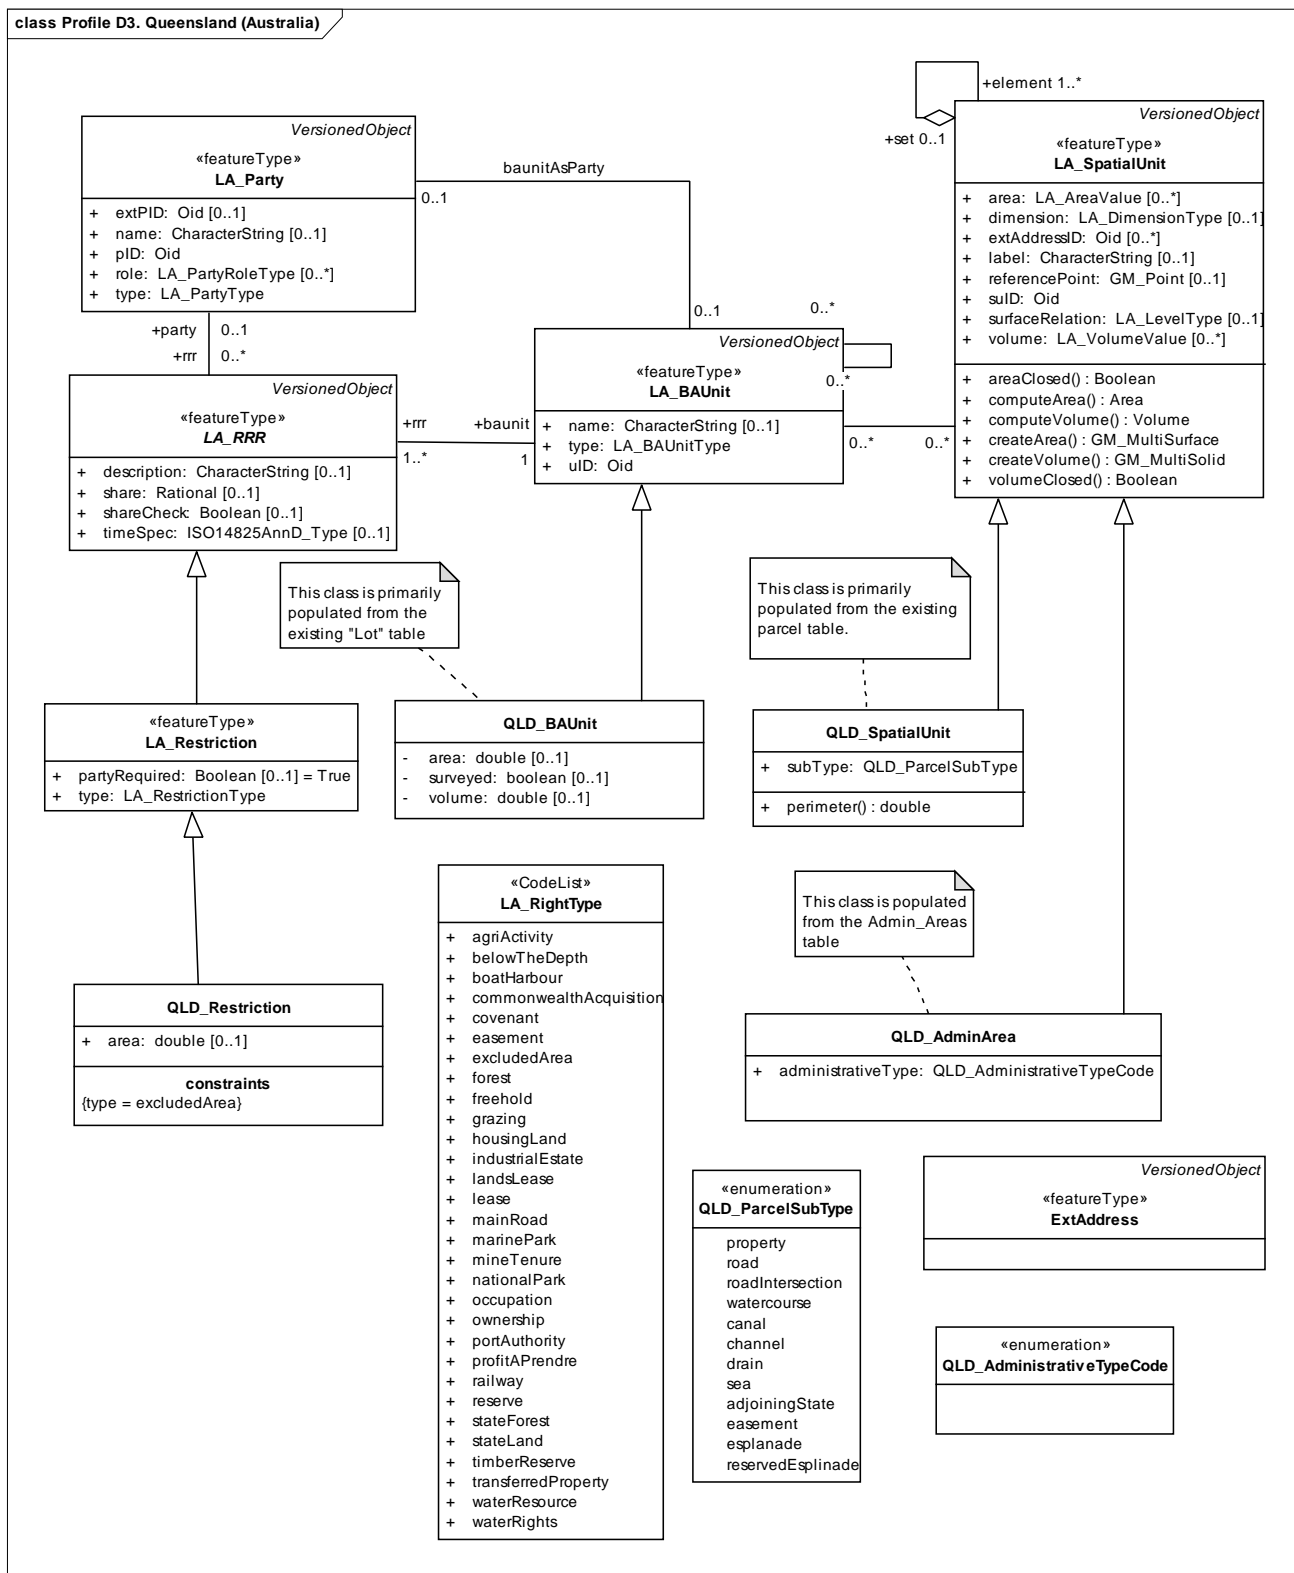 class Profile D3. Queensland (Australia)
+element 1..*
+set 0..1
VersionedObject
«featureType»
LA_Party
+ extPID: Oid [0..1]
+ name: CharacterString [0..1]
+ pID: Oid
+ role: LA_PartyRoleType [0..*]
+ type: LA_PartyType
baunitAsParty
0..1
0..1
VersionedObject
«featureType»
LA_SpatialUnit
+ area: LA_AreaValue [0..*]
+ dimension: LA_DimensionType [0..1]
+ extAddressID: Oid [0..*]
+ label: CharacterString [0..1]
+ referencePoint: GM_Point [0..1]
+ suID: Oid
+ surfaceRelation: LA_LevelType [0..1]
+ volume: LA_VolumeValue [0..*]
+ areaClosed() : Boolean
+ computeArea() : Area
+ computeVolume() : Volume
+ createArea() : GM_MultiSurface
+ createVolume() : GM_MultiSolid
+ volumeClosed() : Boolean
+party 0..1
+rrr 0..*
VersionedObject
«featureType»
LA_RRR
+ description: CharacterString [0..1]
+ share: Rational [0..1]
+ shareCheck: Boolean [0..1]
+ timeSpec: ISO14825AnnD_Type [0..1]
+rrr
1..*
+baunit
1
0..*
0..*
VersionedObject
«featureType»
LA_BAUnit
+ name: CharacterString [0..1]
+ type: LA_BAUnitType
+ uID: Oid
0..*
0..*
This class is primarily
populated from the
existing "Lot" table
This class is primarily
populated from the existing
parcel table.
«featureType»
LA_Restriction
+ partyRequired: Boolean [0..1] = True
+ type: LA_RestrictionType
QLD_BAUnit
- area: double [0..1]
- surveyed: boolean [0..1]
- volume: double [0..1]
QLD_SpatialUnit
+ subType: QLD_ParcelSubType
+ perimeter() : double
«CodeList»
LA_RightType
+ agriActivity
+ belowTheDepth
+ boatHarbour
+ commonwealthAcquisition
+ covenant
+ easement
+ excludedArea
+ forest
+ freehold
+ grazing
+ housingLand
+ industrialEstate
+ landsLease
+ lease
+ mainRoad
+ marinePark
+ mineTenure
+ nationalPark
+ occupation
+ ownership
+ portAuthority
+ profitAPrendre
+ railway
+ reserve
+ stateForest
+ stateLand
+ timberReserve
+ transferredProperty
+ waterResource
+ waterRights
This class is populated
from the Admin_Areas
table
QLD_Restriction
+ area: double [0..1]
constraints
{type = excludedArea}
QLD_AdminArea
+ administrativeType: QLD_AdministrativeTypeCode
«enumeration»
QLD_ParcelSubType
property
road
roadIntersection
watercourse
canal
channel
drain
sea
adjoiningState
easement
esplanade
reservedEsplinade
VersionedObject
«featureType»
ExtAddress
«enumeration»
QLD_AdministrativeTypeCode